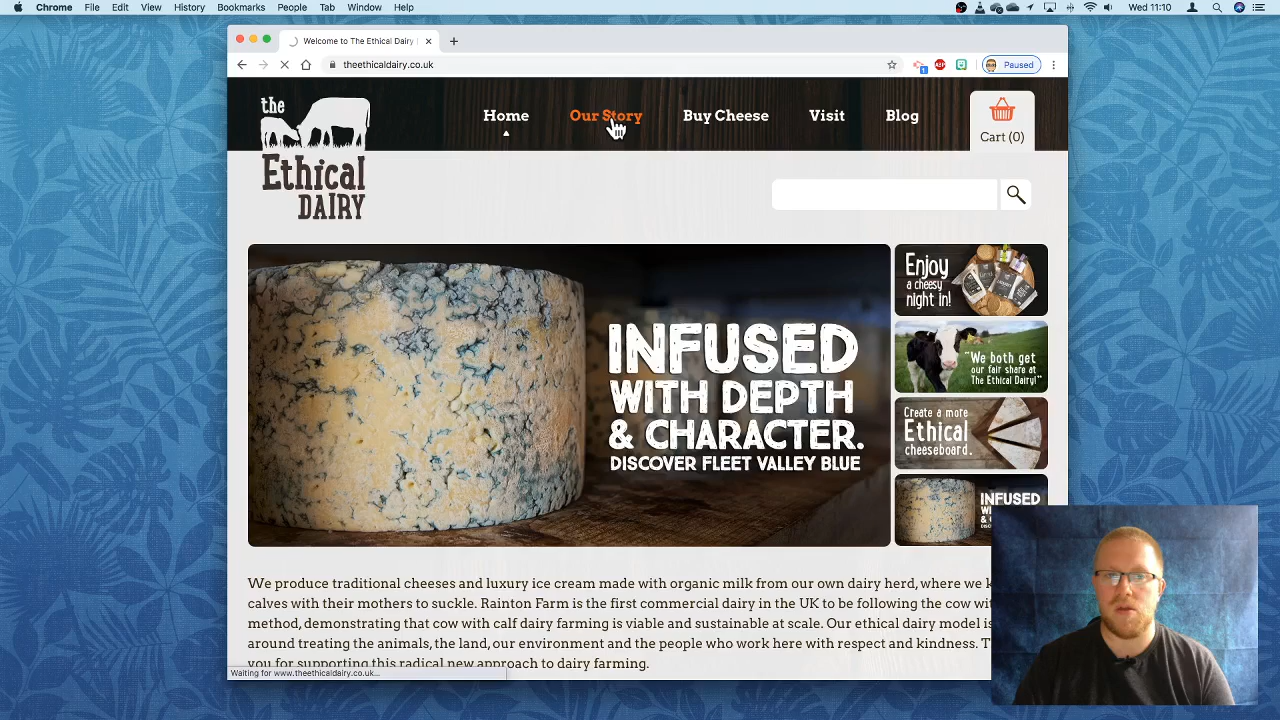 Chrome File Edit View History Bookmarks People Tab Window Help Wed 11:10
Welcome to The Ethical Dairy
theethicaldairy.co.uk 1 ABP Paused
the
Ethical
DAIRY
Home Our Story Buy Cheese Visit Blog
Cart (0)
INFUSED
WITH DEPTH
& CHARACTER.
DISCOVER FLEET VALLEY BLUE
Enjoy
a cheesy
night in!
"We both get
our fair share at
The Ethical Dairy!"
Create a more
Ethical
cheeseboard.
INFUSED
We produce traditional cheeses and luxury ice cream made with organic milk from our own dairy herd, where we
calves with their mothers to suckle. Rainton Farm is the first commercial dairy in the UK to be following the cow
method, demonstrating that cow with calf dairy farming is viable and sustainable at scale. Our ethical dairy model is
around treating the animals, the land, our environment and the people who work here with respect and kindness.
you for supporting this radical new approach to dairy farming.
Waiting for www.theethicaldairy.co.uk...